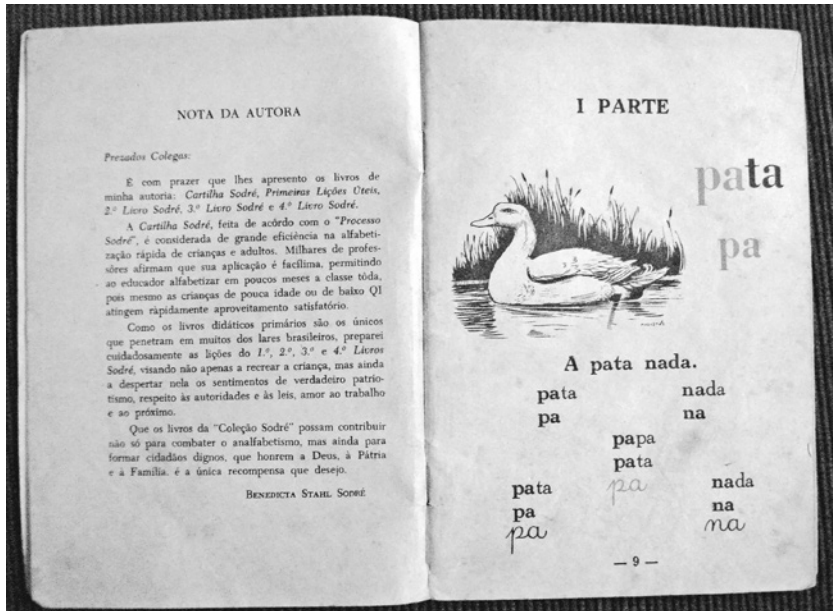 NOTA DA AUTORA
Prezados Colegas:
É com prazer que lhes apresento os livros de
minha autoria: Cartilha Sodré, Primeiras Lições Úteis,
2.º Livro Sodré, 3.º Livro Sodré e 4.º Livro Sodré.
A Cartilha Sodré, feita de acôrdo com o "Processo
Sodré", é considerada de grande eficiência na alfabeti-
zação rápida de crianças e adultos. Milhares de profes-
sôres afirmam que sua aplicação é facílima, permitindo
ao educador alfabetizar em poucos meses a classe tôda,
pois mesmo as crianças de pouca idade ou de baixo QI
atingem ràpidamente aproveitamento satisfatório.
Como os livros didáticos primários são os únicos
que penetram em muitos dos lares brasileiros, preparei
cuidadosamente as lições do 1.º, 2.º, 3.º e 4.º Livros
Sodré, visando não apenas a recrear a criança, mas ainda
a despertar nela os sentimentos de verdadeiro patrio-
tismo, respeito às autoridades e às leis, amor ao trabalho
e ao próximo.
Que os livros da "Coleção Sodré" possam contribuir
não só para combater o analfabetismo, mas ainda para
formar cidadãos dignos, que honrem a Deus, à Pátria
e à Família. é a única recompensa que desejo.
BENEDICTA STAHL SODRÉ
I PARTE
pata
pa
A pata nada.
pata nada
pa na
papa
pata
pata pa nada
pa na
pa na
— 9 —